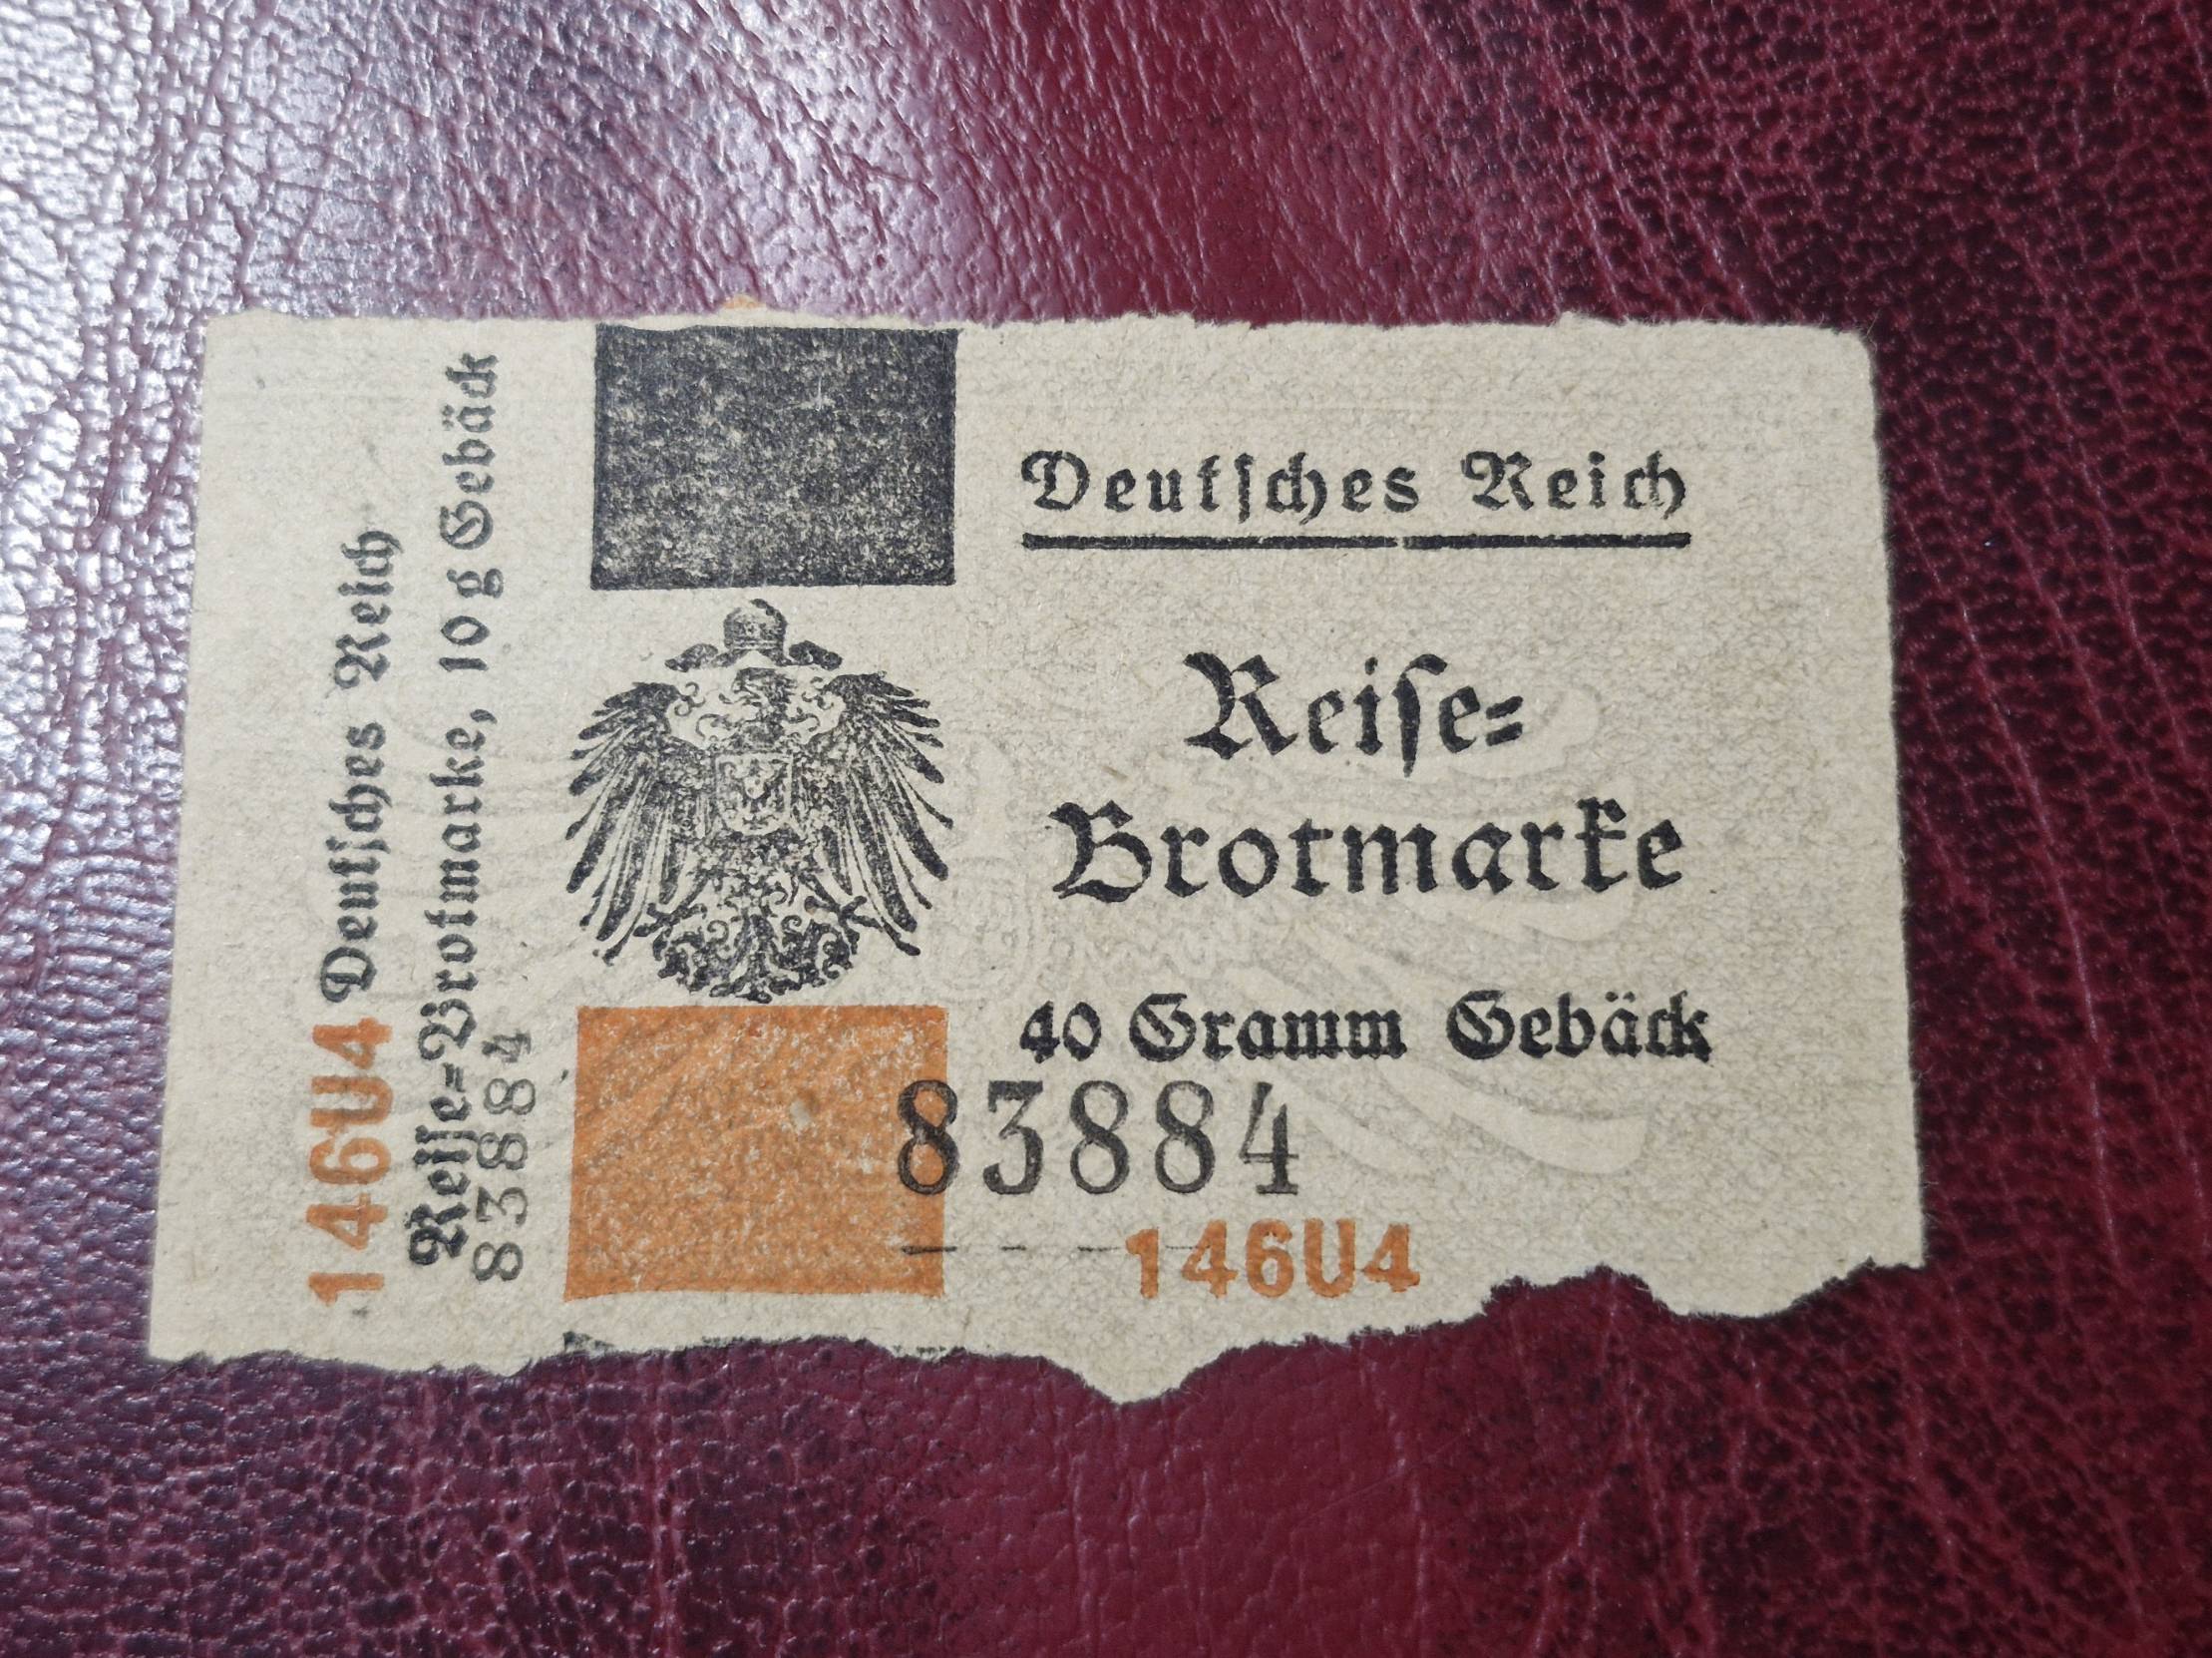 146U4 Deutsches Reich
Reise=Brotmarke, 10 g Gebäck
83884
Deutsches Reich
Reise=
Brotmarke
40 Gramm Gebäck
83884
146U4